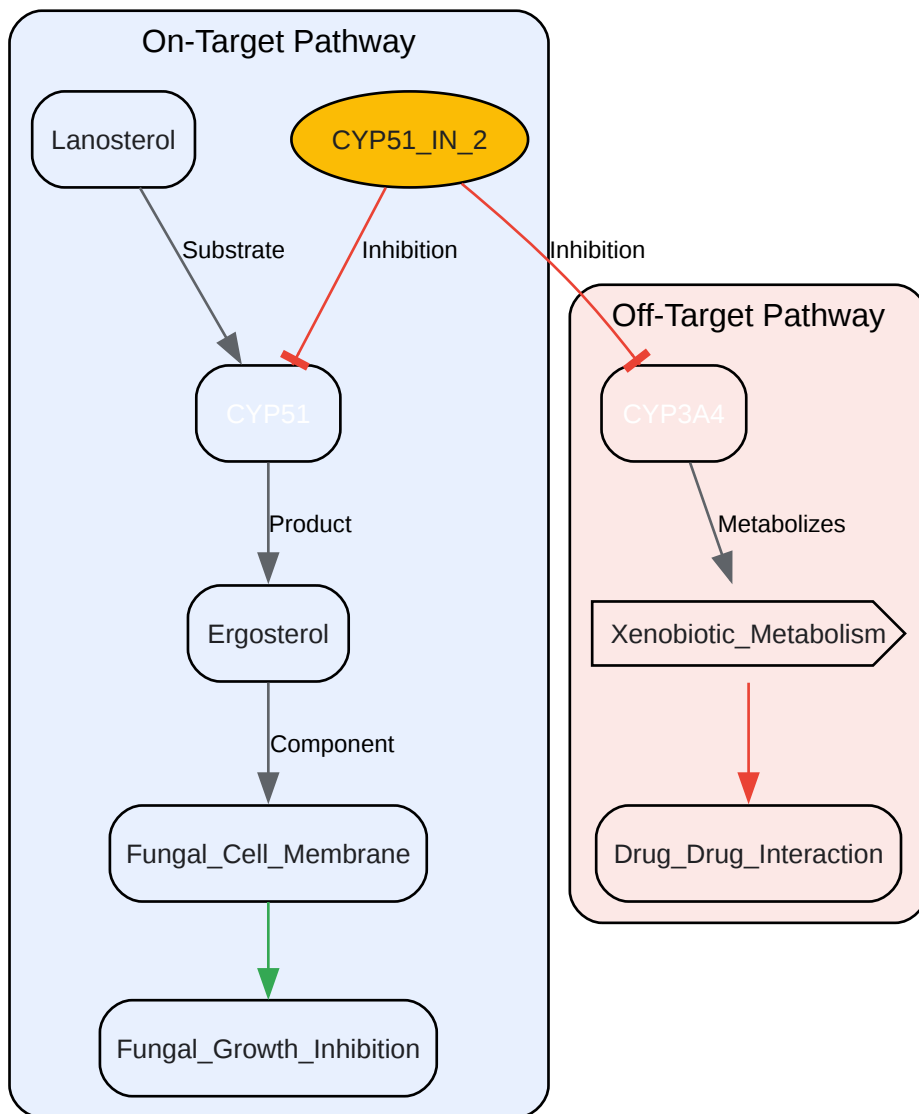 On-Target Pathway
Lanosterol
CYP51_IN_2
Substrate
Inhibition
Inhibition
Off-Target Pathway
CYP51
CYP3A4
Product
Metabolizes
Ergosterol
Xenobiotic_Metabolism
Component
Fungal_Cell_Membrane
Drug_Drug_Interaction
Fungal_Growth_Inhibition